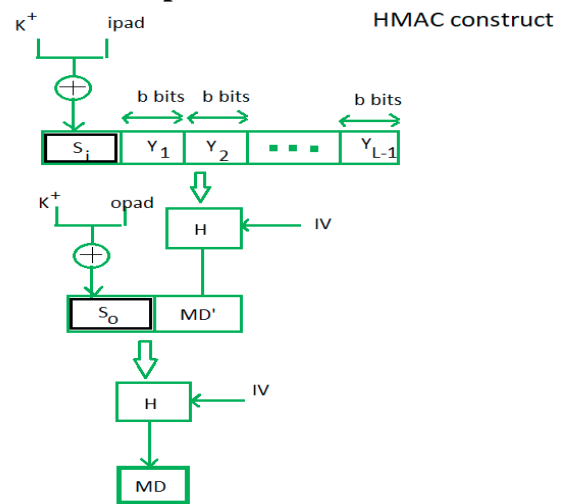 HMAC construct
K+ ipad
b bits b bits b bits
Si Y1 Y2 ... YL-1
K+ opad
H IV
So MD'
H IV
MD